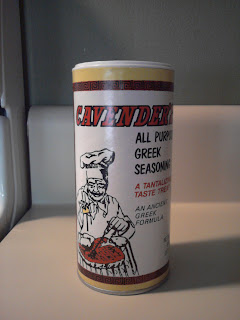 CAVENDER'S
ALL PURPOSE
GREEK
SEASONING
A TANTALIZING
TASTE TREAT
AN ANCIENT
GREEK
FORMULA